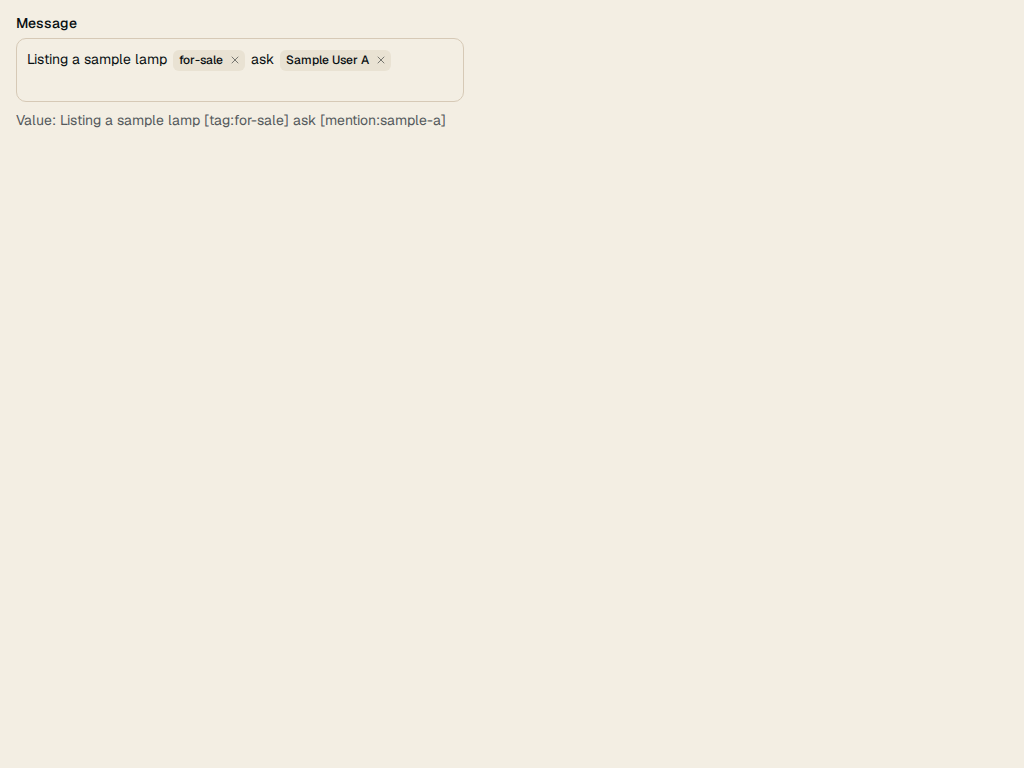 Message
Listing a sample lamp for-sale × ask Sample User A ×
Value: Listing a sample lamp [tag:for-sale] ask [mention:sample-a]